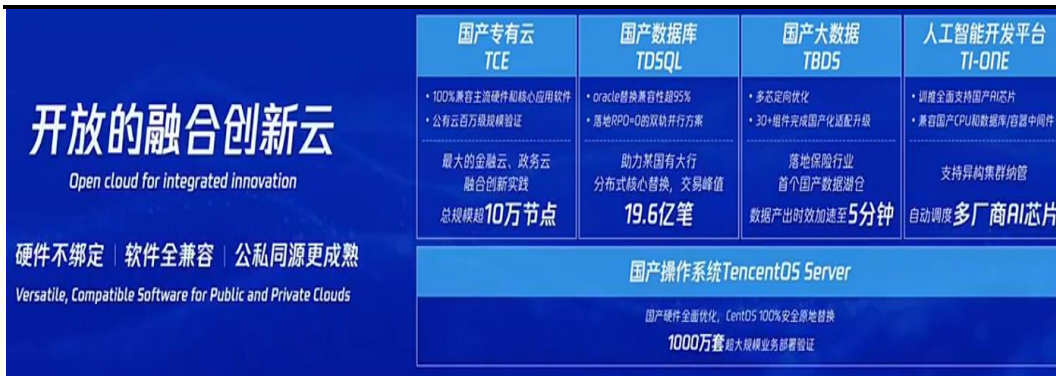 开放的融合创新云
Open cloud for integrated innovation
硬件不绑定 | 软件全兼容 | 公私同源更成熟
Versatile, Compatible Software for Public and Private Clouds
国产专有云
TCE
• 100%兼容主流硬件和核心应用软件
• 公有云百万级规模验证
最大的金融云、政务云
融合创新实践
总规模超10万节点
国产数据库
TDSQL
• oracle替换兼容性超95%
• 落地RPO=0的双轨并行方案
助力某国有大行
分布式核心替换，交易峰值
19.6亿笔
国产大数据
TBDS
• 多芯定向优化
• 30+组件完成国产化适配升级
落地保险行业
首个国产数据湖仓
数据产出时效加速至5分钟
人工智能开发平台
TI-ONE
• 训推全面支持国产AI芯片
• 兼容国产CPU和数据库/容器中间件
支持异构集群纳管
自动调度多厂商AI芯片
国产操作系统TencentOS Server
国产硬件全面优化，CentOS 100%安全原地替换
1000万套超大规模业务部署验证